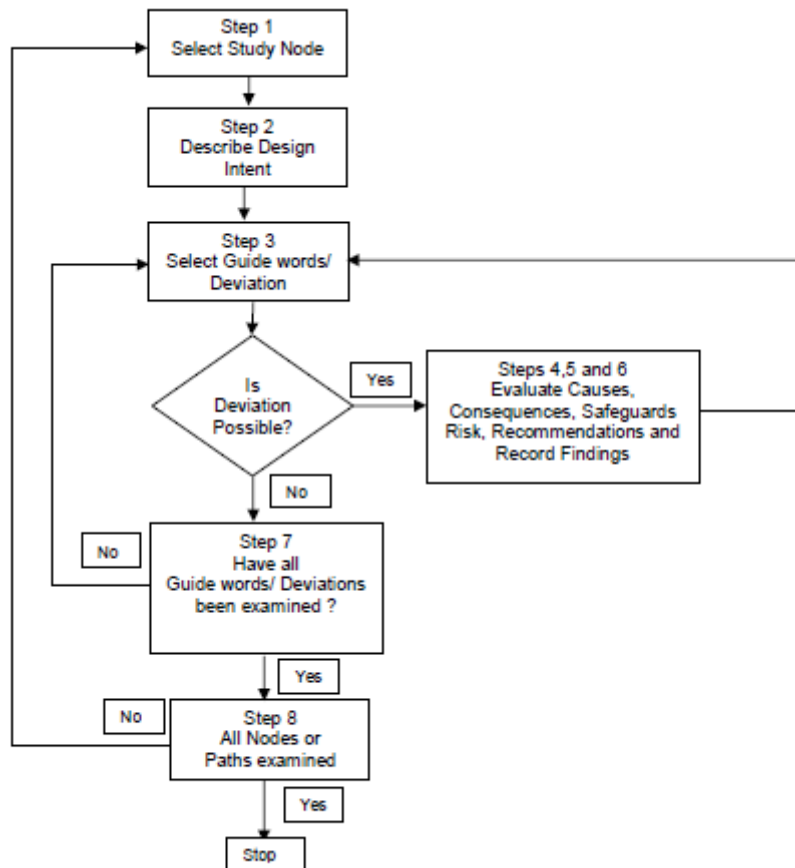 Step 1
Select Study Node
Step 2
Describe Design
Intent
Step 3
Select Guide words/
Deviation
Is
Deviation
Possible?
Yes
Steps 4,5 and 6
Evaluate Causes,
Consequences, Safeguards
Risk, Recommendations and
Record Findings
No
No
Step 7
Have all
Guide words/ Deviations
been examined ?
Yes
No
Step 8
All Nodes or
Paths examined
Yes
Stop